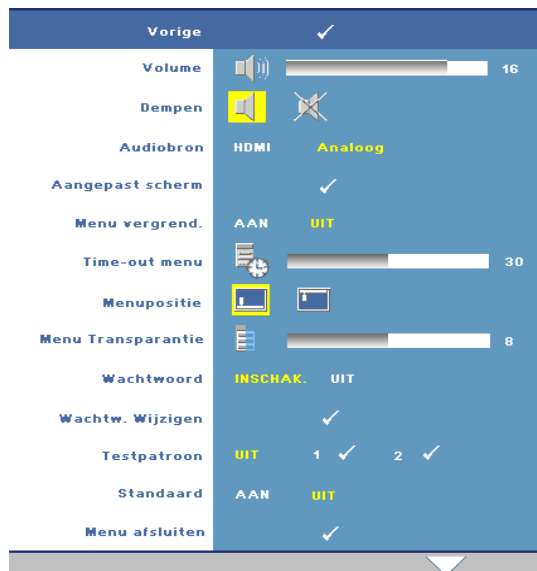 Vorige
Volume 16
Dempen
Audiobron HDMI Analoog
Aangepast scherm
Menu vergrend. AAN UIT
Time-out menu 30
Menupositie
Menu Transparantie 8
Wachtwoord INSCHAK. UIT
Wachtw. Wijzigen
Testpatroon UIT 1 2
Standaard AAN UIT
Menu afsluiten